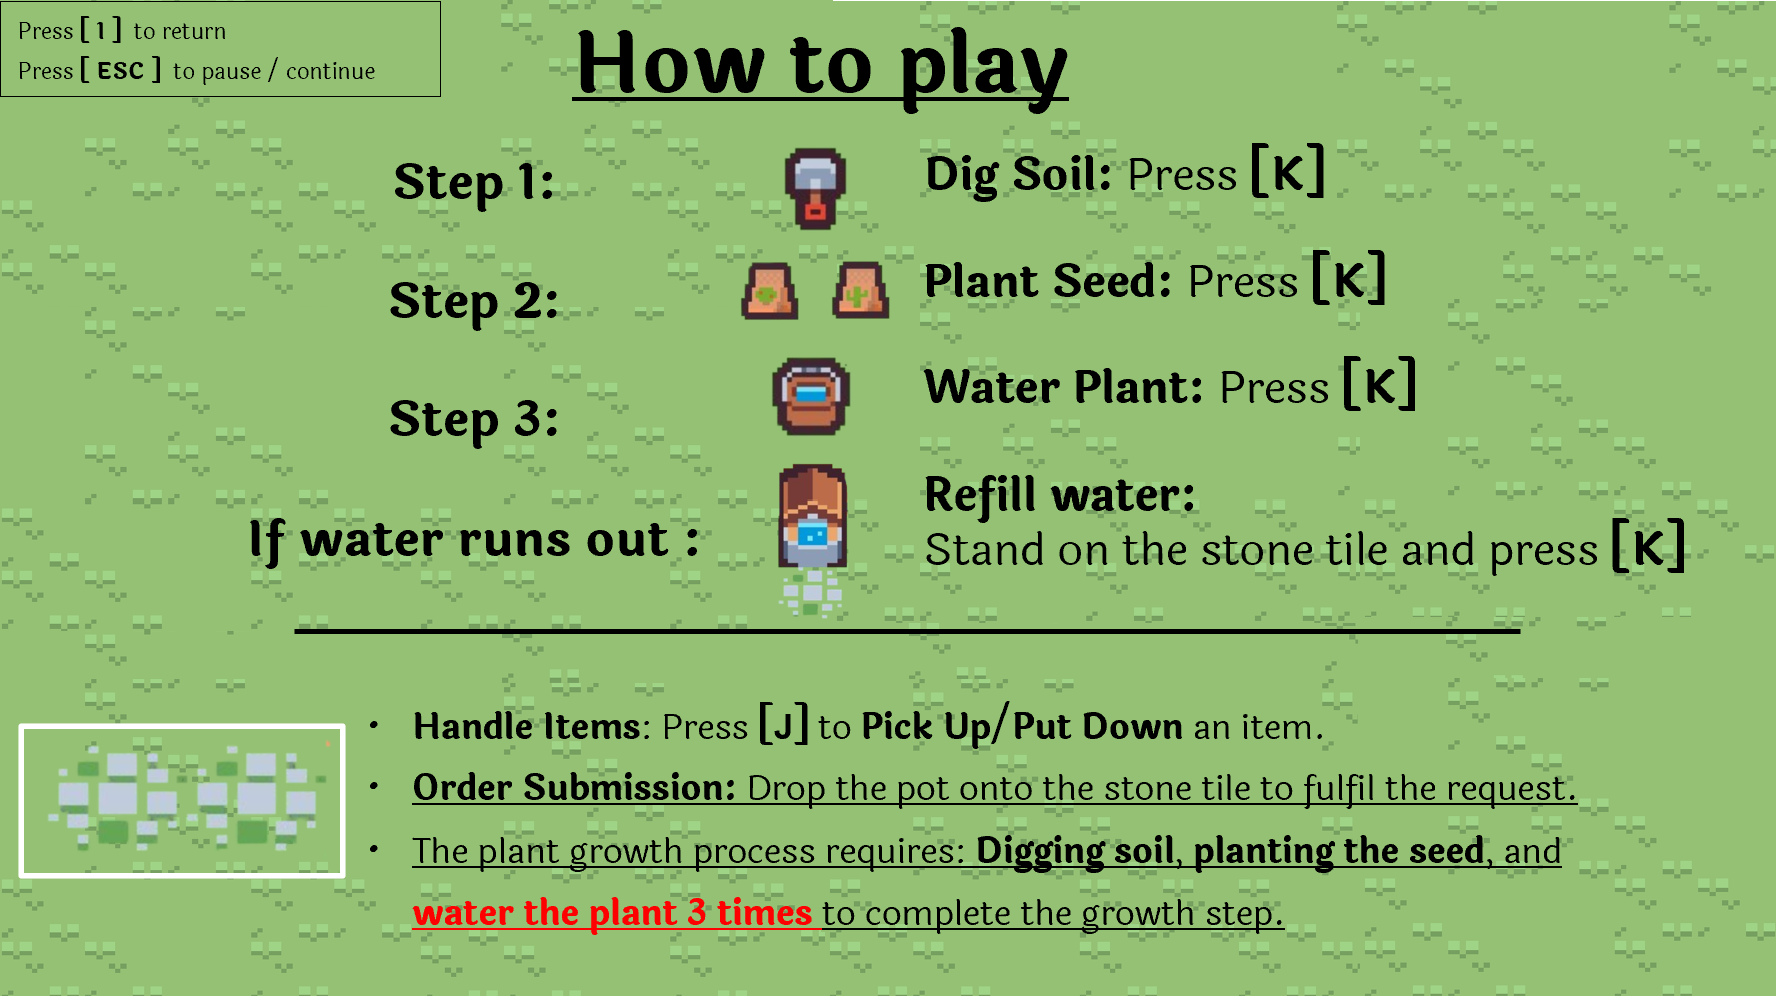 Press [ 1 ] to return
Press [ ESC ] to pause / continue
How to play
Step 1:
Dig Soil: Press [K]
Step 2:
Plant Seed: Press [K]
Step 3:
Water Plant: Press [K]
If water runs out :
Refill water:
Stand on the stone tile and press [K]
• Handle Items: Press [J] to Pick Up/Put Down an item.
• Order Submission: Drop the pot onto the stone tile to fulfil the request.
• The plant growth process requires: Digging soil, planting the seed, and
water the plant 3 times to complete the growth step.